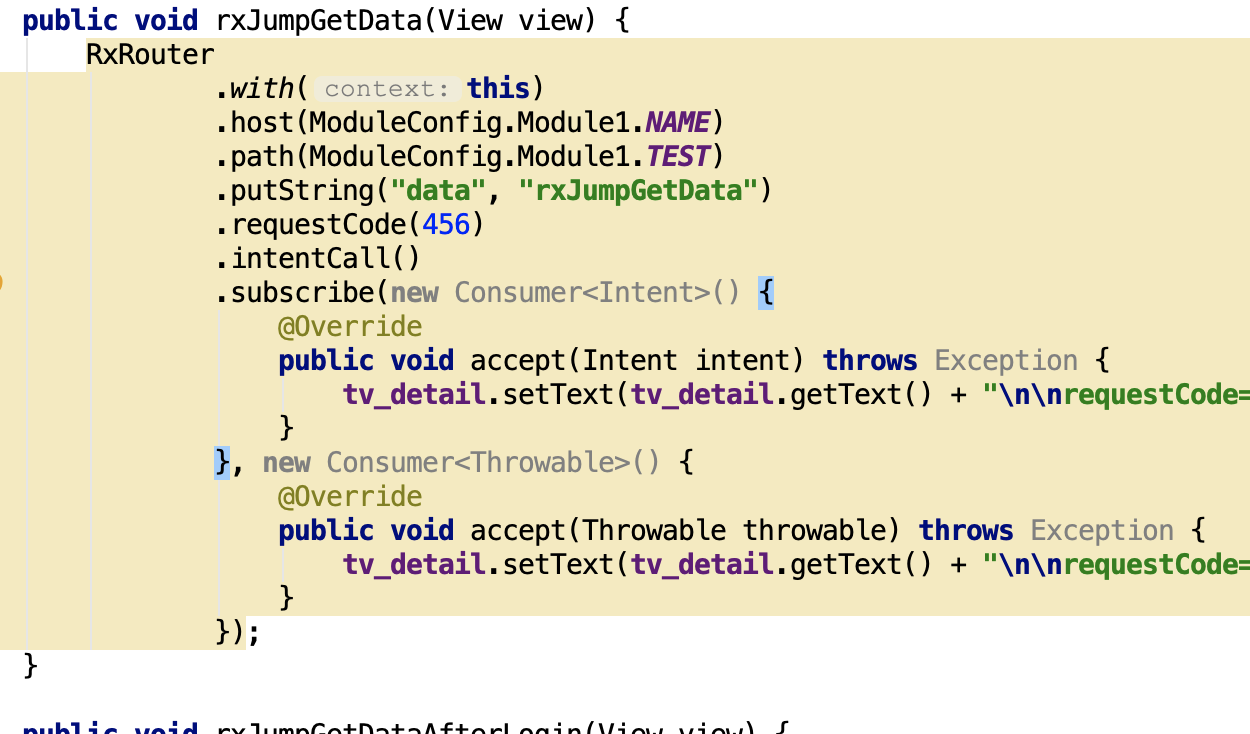 public void rxJumpGetData(View view) {
RxRouter
.with( context: this)
.host(ModuleConfig.Module1.NAME)
.path(ModuleConfig.Module1.TEST)
.putString("data", "rxJumpGetData")
.requestCode(456)
.intentCall()
.subscribe(new Consumer<Intent>() {
@Override
public void accept(Intent intent) throws Exception {
tv_detail.setText(tv_detail.getText() + "\n\nrequestCode=
}
}, new Consumer<Throwable>() {
@Override
public void accept(Throwable throwable) throws Exception {
tv_detail.setText(tv_detail.getText() + "\n\nrequestCode=
}
});
}
public void rxJumpGetDataAfterLogin(View view) {